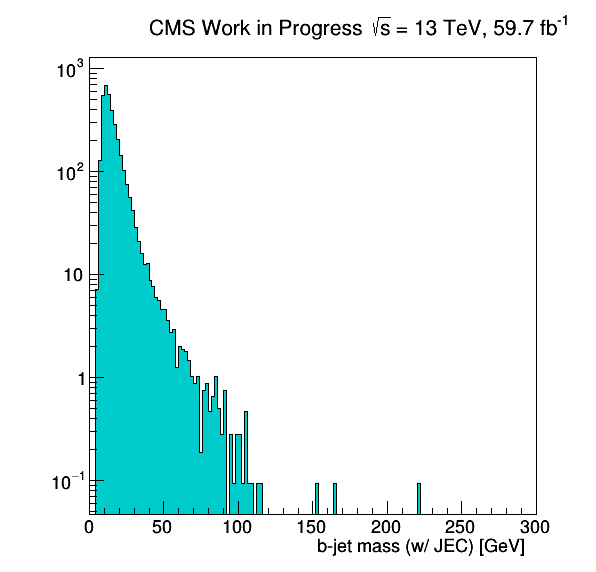 CMS Work in Progress √s = 13 TeV, 59.7 fb⁻¹
10³
10²
10
1
10⁻¹
0 50 100 150 200 250 300
b-jet mass (w/ JEC) [GeV]